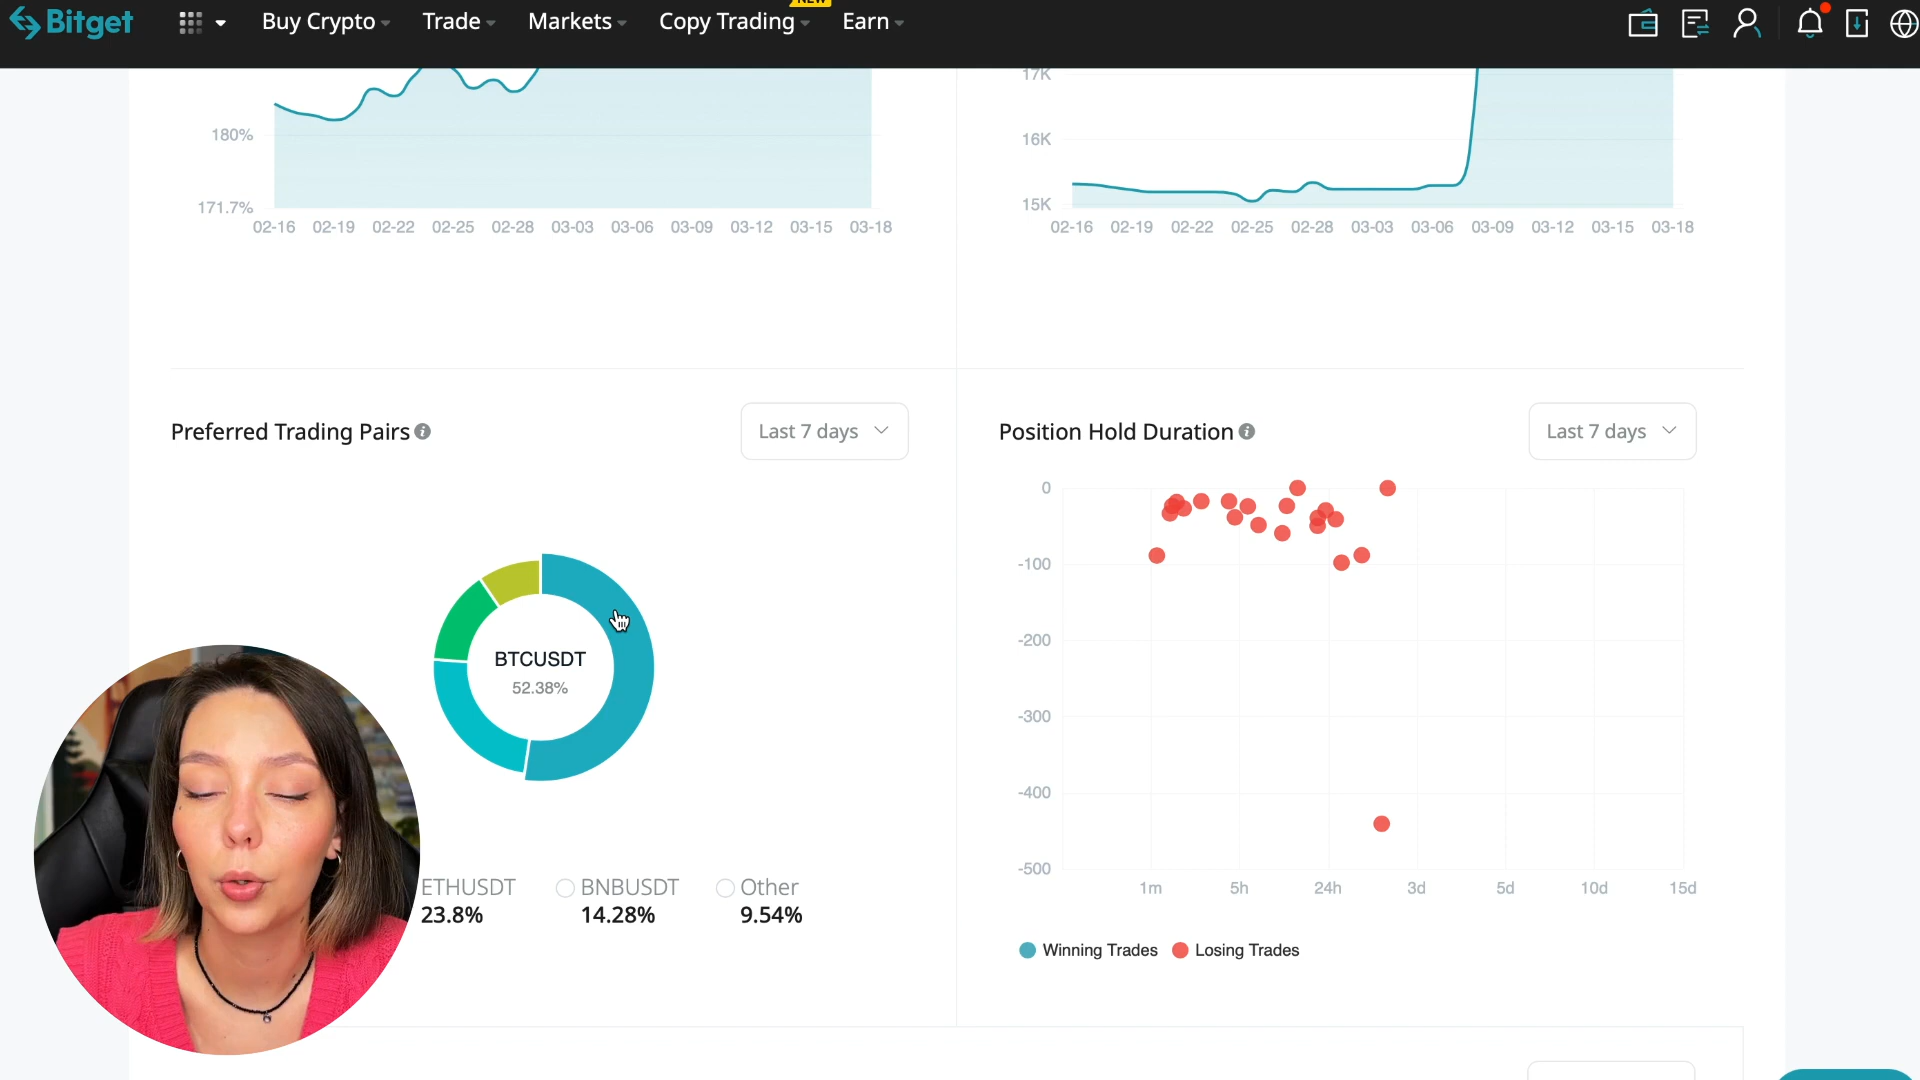 Bitget
Buy Crypto
Trade
Markets
Copy Trading
NEW
Earn
180%
171.7%
02-16 02-19 02-22 02-25 02-28 03-03 03-06 03-09 03-12 03-15 03-18
17K
16K
15K
02-16 02-19 02-22 02-25 02-28 03-03 03-06 03-09 03-12 03-15 03-18
Preferred Trading Pairs
Last 7 days
BTCUSDT
52.38%
ETHUSDT
23.8%
BNBUSDT
14.28%
Other
9.54%
Position Hold Duration
Last 7 days
0
-100
-200
-300
-400
-500
1m 5h 24h 3d 5d 10d 15d
Winning Trades
Losing Trades